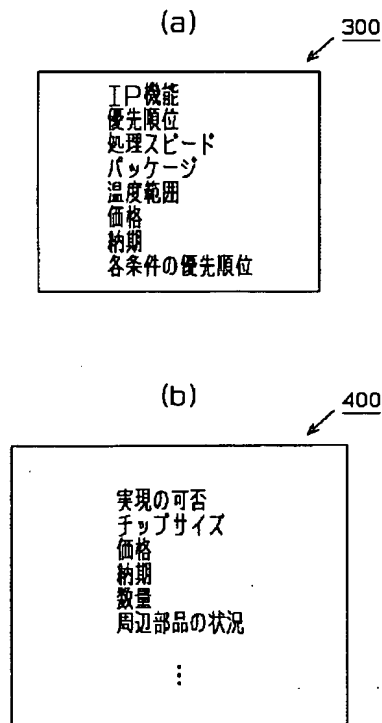 (a)
300
IP機能
優先順位
処理スピード
パッケージ
温度範囲
価格
納期
各条件の優先順位
(b)
400
実現の可否
チップサイズ
価格
納期
数量
周辺部品の状況
⋮